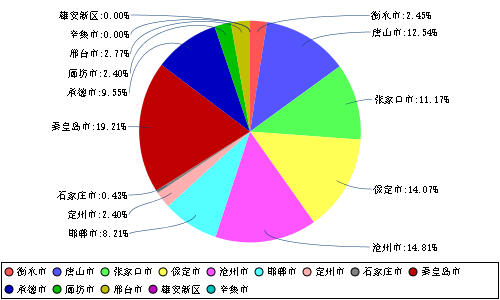 雄安新区:0.00%
辛集市:0.00%
邢台市:2.77%
廊坊市:2.40%
承德市:9.55%
秦皇岛市:19.21%
石家庄市:0.43%
定州市:2.40%
邯郸市:8.21%
衡水市:2.45%
唐山市:12.54%
张家口市:11.17%
保定市:14.07%
沧州市:14.81%
衡水市 唐山市 张家口市 保定市 沧州市 邯郸市 定州市 石家庄市 秦皇岛市
承德市 廊坊市 邢台市 雄安新区 辛集市